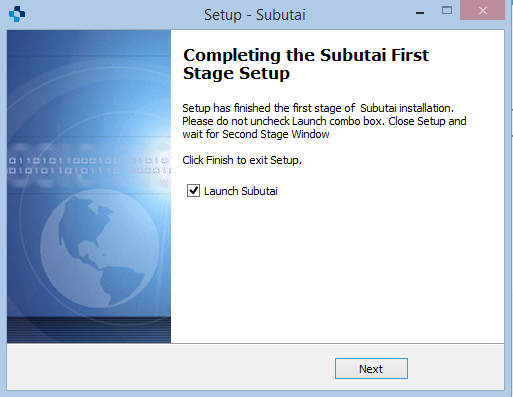 Setup - Subutai
Completing the Subutai First
Stage Setup
Setup has finished the first stage of  Subutai installation.
Please do not uncheck Launch combo box. Close Setup and
wait for Second Stage Window
Click Finish to exit Setup.
Launch Subutai
Next